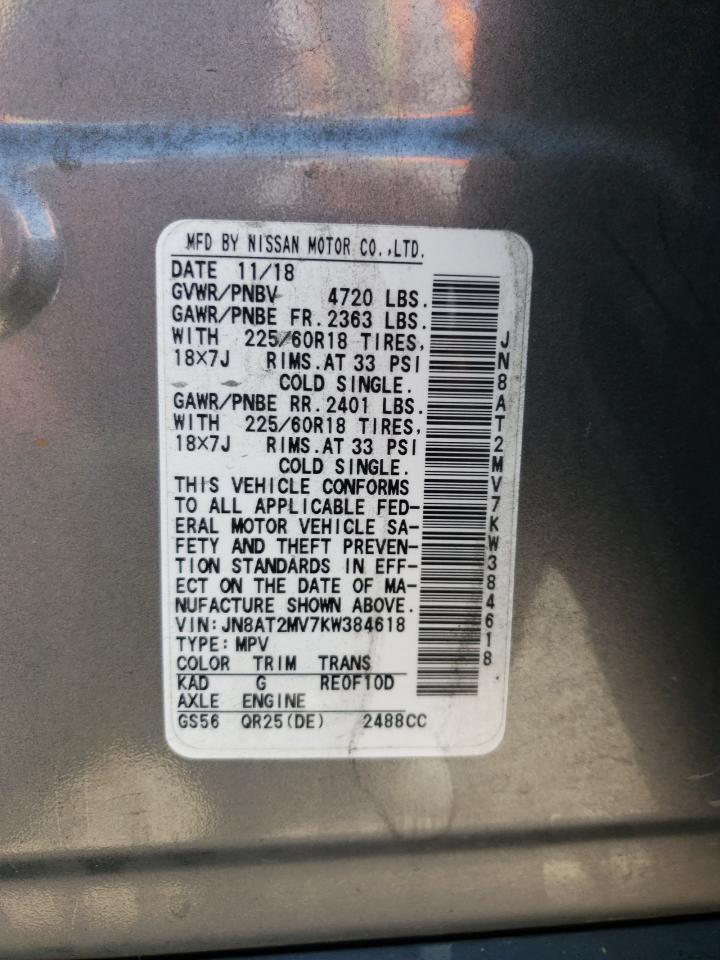 MFD BY NISSAN MOTOR CO.,LTD.
DATE 11/18
GVWR/PNBV 4720 LBS.
GAWR/PNBE FR. 2363 LBS.
WITH 225/60R18 TIRES,
18X7J RIMS.AT 33 PSI
COLD SINGLE.
GAWR/PNBE RR. 2401 LBS.
WITH 225/60R18 TIRES,
18X7J RIMS.AT 33 PSI
COLD SINGLE.
THIS VEHICLE CONFORMS
TO ALL APPLICABLE FED-
ERAL MOTOR VEHICLE SA-
FETY AND THEFT PREVEN-
TION STANDARDS IN EFF-
ECT ON THE DATE OF MA-
NUFACTURE SHOWN ABOVE.
VIN:JN8AT2MV7KW384618
TYPE:MPV
COLOR TRIM TRANS
KAD G RE0F10D
AXLE ENGINE
GS56 QR25(DE) 2488CC
JN8AT2MV7KW384618